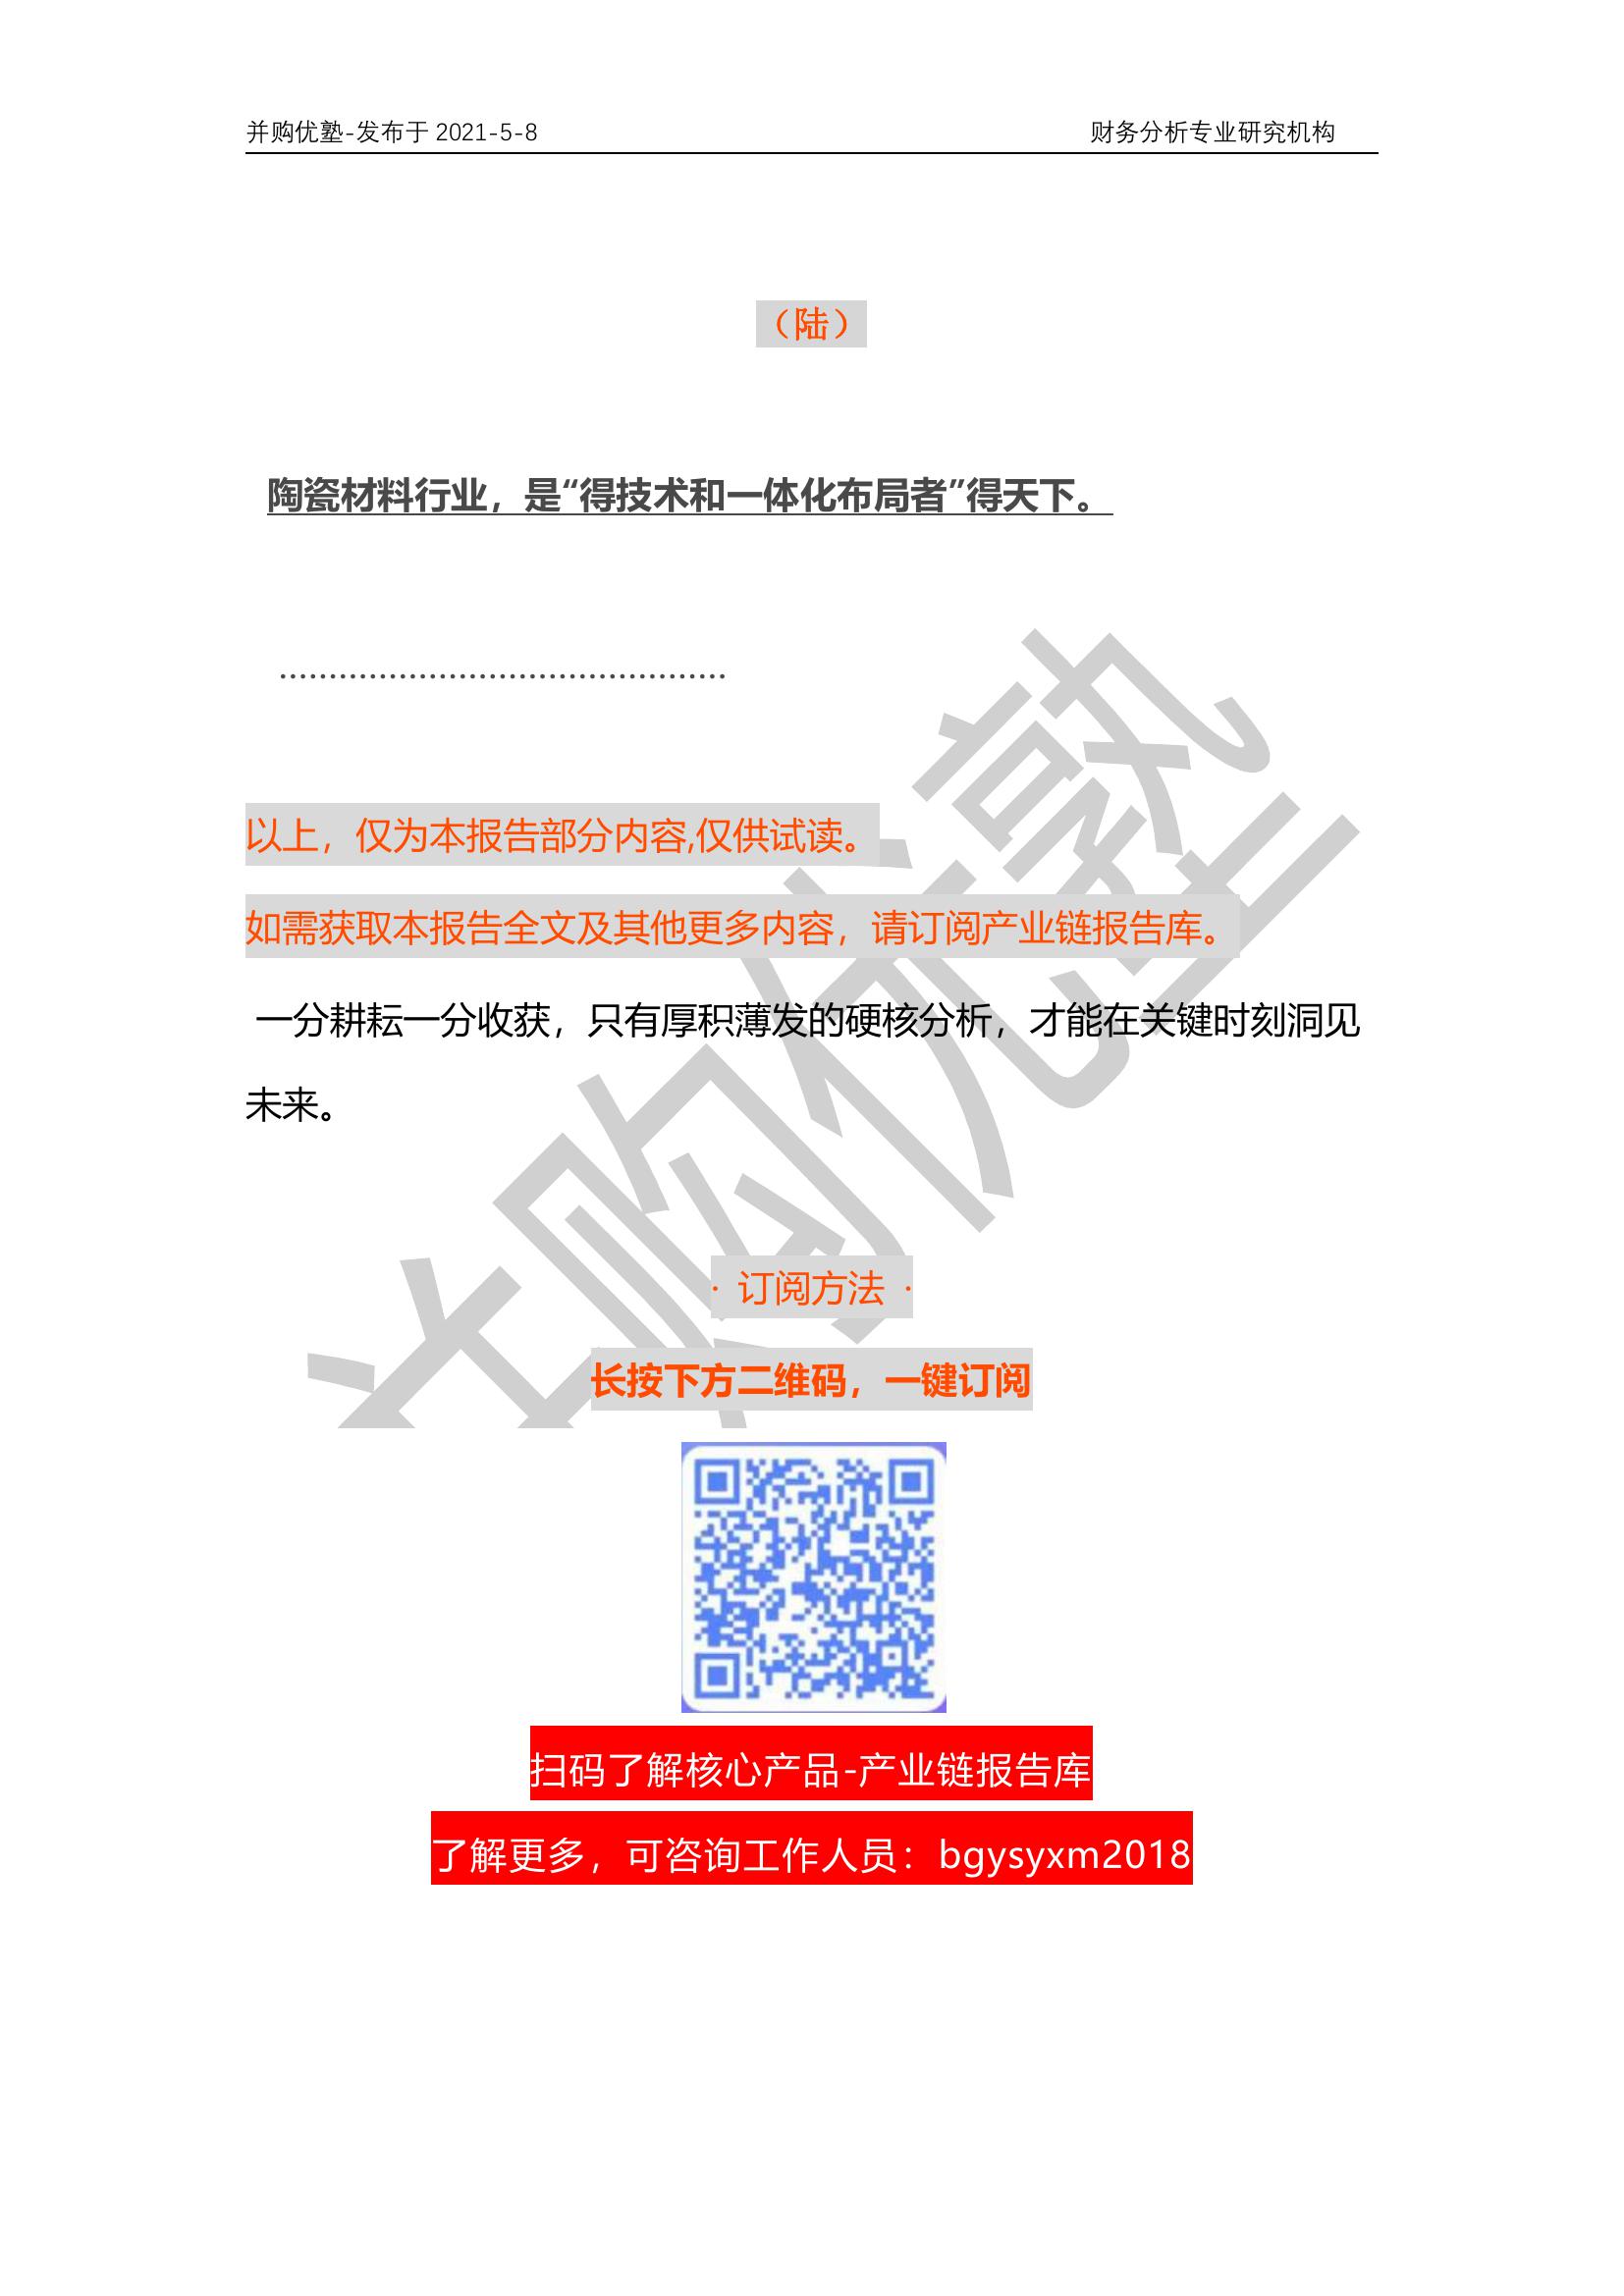 并购优塾-发布于 2021-5-8 财务分析专业研究机构
（陆）
陶瓷材料行业，是“得技术和一体化布局者”得天下。
………………………………………
以上，仅为本报告部分内容,仅供试读。
如需获取本报告全文及其他更多内容，请订阅产业链报告库。
一分耕耘一分收获，只有厚积薄发的硬核分析，才能在关键时刻洞见
未来。
· 订阅方法 ·
长按下方二维码，一键订阅
扫码了解核心产品-产业链报告库
了解更多，可咨询工作人员：bgysyxm2018
并购优塾